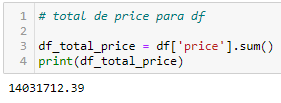 1 # total de price para df
2
3 df_total_price = df['price'].sum()
4 print(df_total_price)
14031712.39